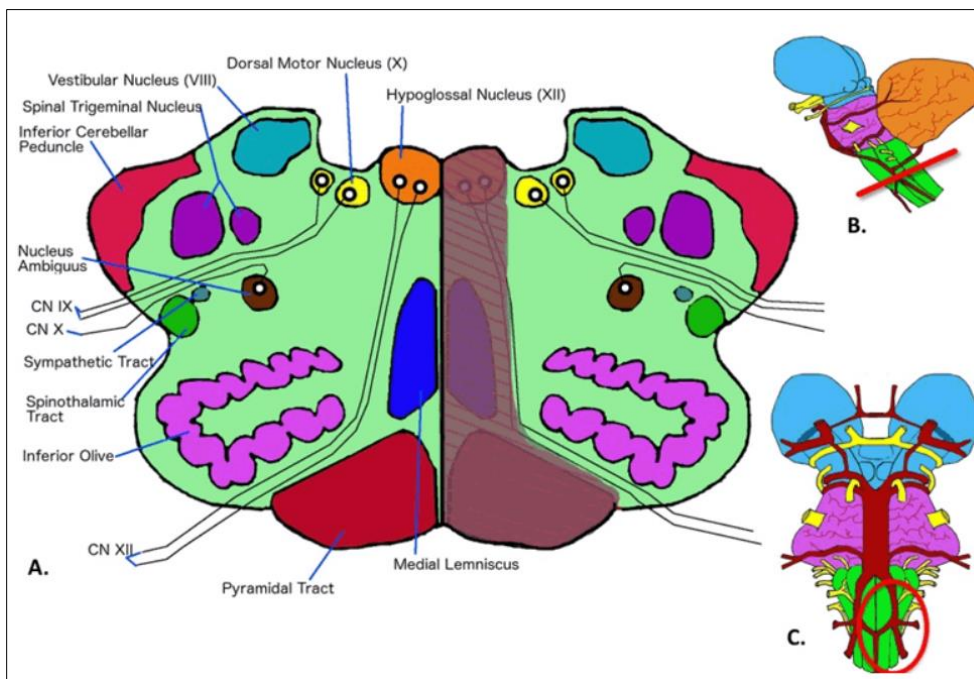 Dorsal Motor Nucleus (X)
Vestibular Nucleus (VIII)
Hypoglossal Nucleus (XII)
Spinal Trigeminal Nucleus
Inferior Cerebellar
Peduncle
B.
Nucleus
Ambiguus
CN IX
CN X
Sympathetic Tract
Spinothalamic
Tract
Inferior Olive
CN XII
A.
Medial Lemniscus
Pyramidal Tract
C.